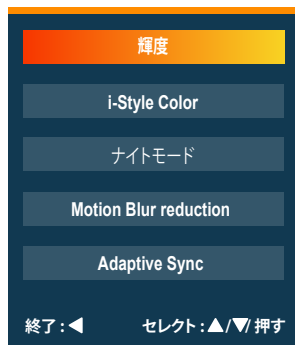 輝度
i-Style Color
ナイトモード
Motion Blur reduction
Adaptive Sync
終了:◀ セレクト:▲/▼/ 押す